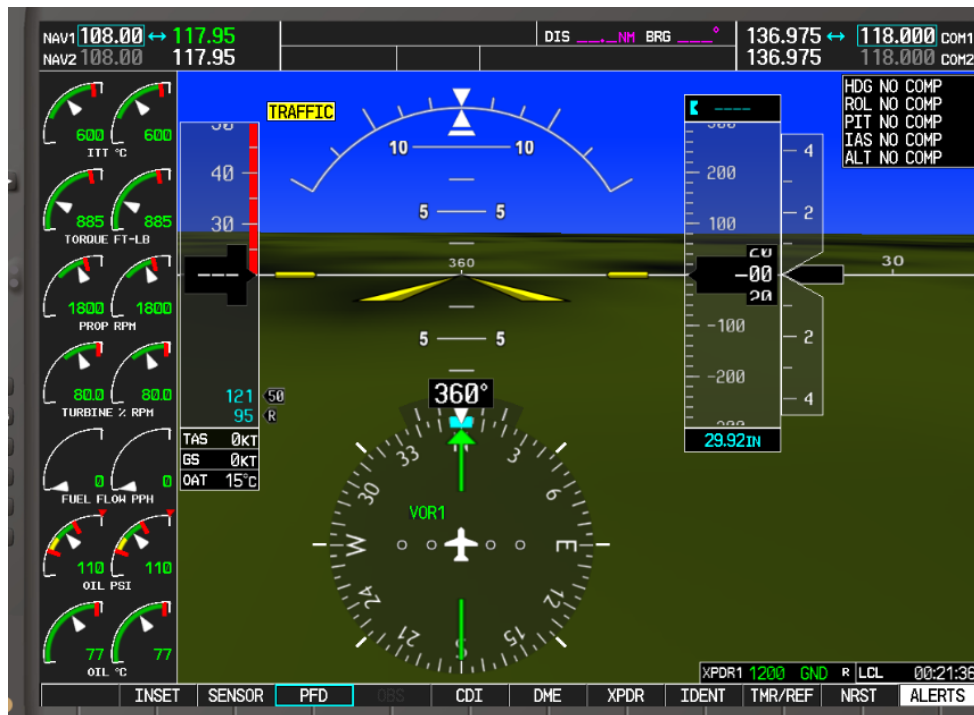 NAV1 108.00 ↔ 117.95
NAV2 108.00 117.95
DIS __.__NM BRG ___°
136.975 ↔ 118.000 COM1
136.975 118.000 COM2
HDG NO COMP
ROL NO COMP
PIT NO COMP
IAS NO COMP
ALT NO COMP
TRAFFIC
600 600
ITT °C
885 885
TORQUE FT-LB
1800 1800
PROP RPM
80.0 80.0
TURBINE % RPM
0 0
FUEL FLOW PPH
110 110
OIL PSI
77 77
OIL °C
40
30
---
121 50
95 R
TAS 0KT
GS 0KT
OAT 15°C
10 10
5 5
360
5 5
30
----
200
100
-00
20
-100
-200
29.92IN
4
2
2
4
360°
33 3
30 6
VOR1
W E
24 12
21 15
S
XPDR1 1200 GND R LCL 00:21:36
INSET SENSOR PFD OBS CDI DME XPDR IDENT TMR/REF NRST ALERTS